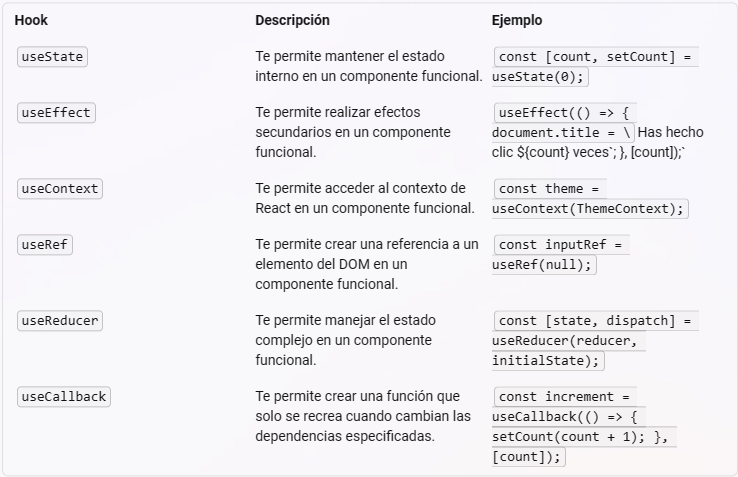 Hook Descripción Ejemplo
useState Te permite mantener el estado const [count, setCount] =
interno en un componente funcional. useState(0);
useEffect Te permite realizar efectos useEffect(() => {
secundarios en un componente document.title = \ Has hecho
funcional. clic ${count} veces`; }, [count]);`
useContext Te permite acceder al contexto de const theme =
React en un componente funcional. useContext(ThemeContext);
useRef Te permite crear una referencia a un const inputRef =
elemento del DOM en un useRef(null);
componente funcional.
useReducer Te permite manejar el estado const [state, dispatch] =
complejo en un componente useReducer(reducer,
funcional. initialState);
useCallback Te permite crear una función que const increment =
solo se recrea cuando cambian las useCallback(() => {
dependencias especificadas. setCount(count + 1); },
[count]);